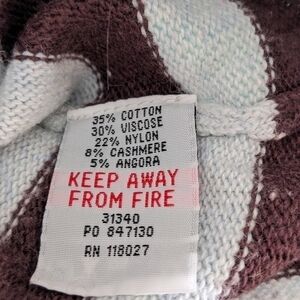 35% COTTON
30% VISCOSE
22% NYLON
8% CASHMERE
5% ANGORA
KEEP AWAY
FROM FIRE
31340
PO 847130
RN 118027